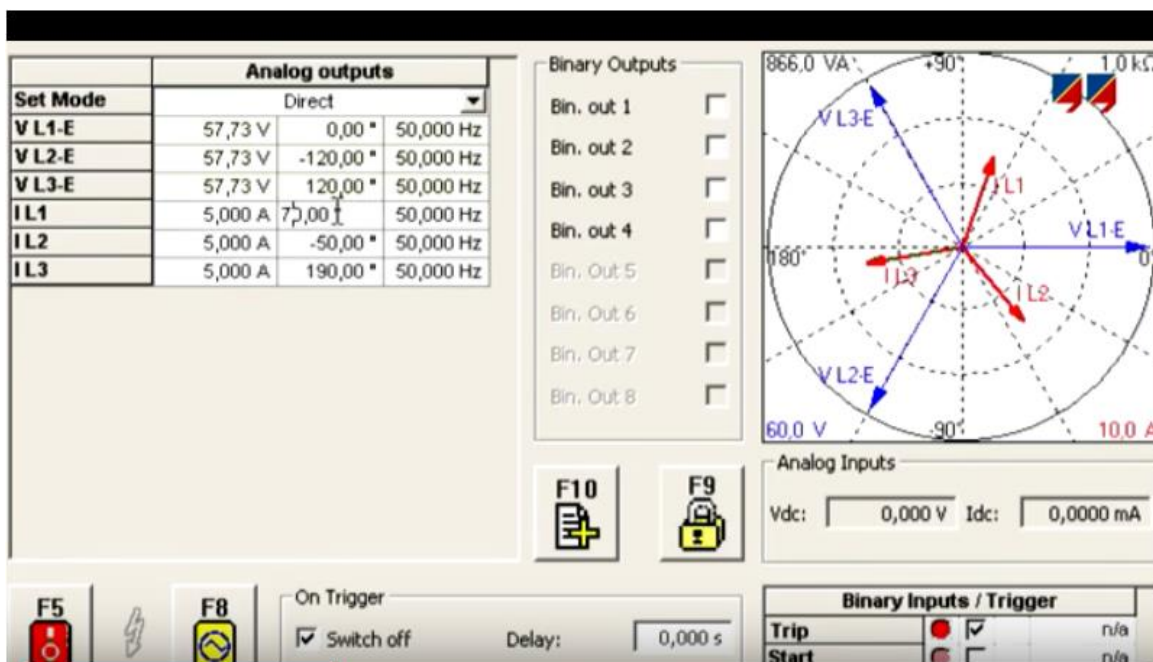 Analog outputs
Set Mode Direct
V L1-E 57,73 V 0,00 ° 50,000 Hz
V L2-E 57,73 V -120,00 ° 50,000 Hz
V L3-E 57,73 V 120,00 ° 50,000 Hz
I L1 5,000 A 50,000 Hz
I L2 5,000 A -50,00 ° 50,000 Hz
I L3 5,000 A 190,00 ° 50,000 Hz
Binary Outputs
Bin. out 1
Bin. out 2
Bin. out 3
Bin. out 4
Bin. Out 5
Bin. Out 6
Bin. Out 7
Bin. Out 8
F10
F9
866,0 VA
+90°
1,0 kΩ
V L3-E
I L1
V L1-E
180°
0°
I L3
I L2
V L2-E
60,0 V
-90°
10,0 A
Analog Inputs
Vdc: 0,000 V Idc: 0,0000 mA
F5
F8
On Trigger
Switch off Delay: 0,000 s
Binary Inputs / Trigger
Trip n/a
Start n/a